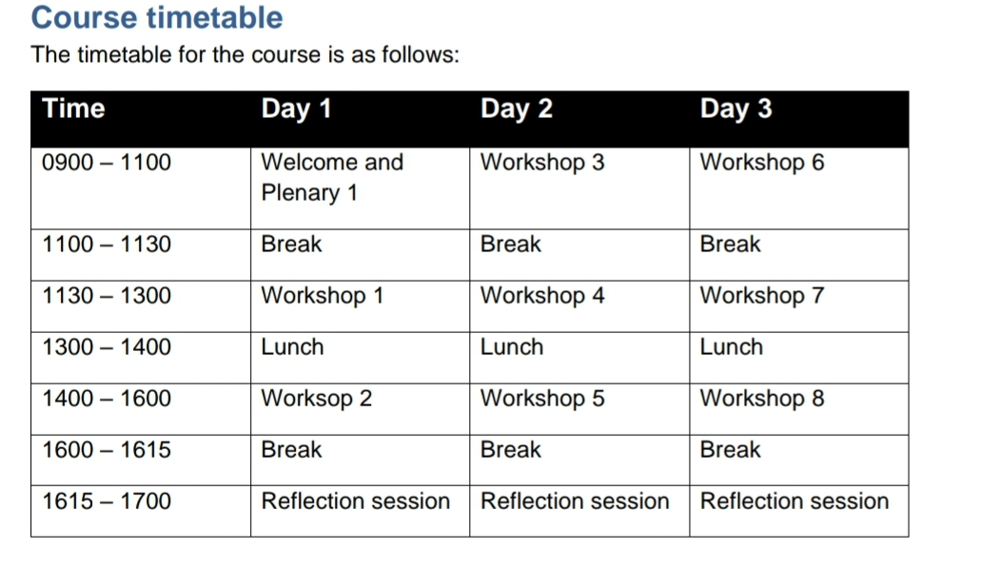 Course timetable
The timetable for the course is as follows:
Time Day 1 Day 2 Day 3
0900 – 1100 Welcome and Workshop 3 Workshop 6
Plenary 1
1100 – 1130 Break Break Break
1130 – 1300 Workshop 1 Workshop 4 Workshop 7
1300 – 1400 Lunch Lunch Lunch
1400 – 1600 Worksop 2 Workshop 5 Workshop 8
1600 – 1615 Break Break Break
1615 – 1700 Reflection session Reflection session Reflection session